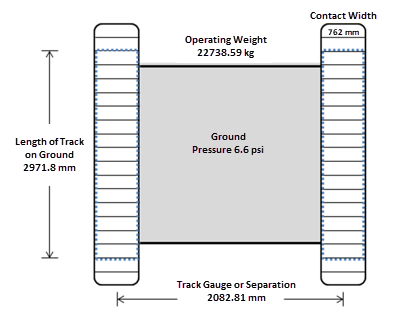 Contact Width
762 mm
Operating Weight
22738.59 kg
Length of Track
on Ground
2971.8 mm
Ground
Pressure 6.6 psi
Track Gauge or Separation
2082.81 mm